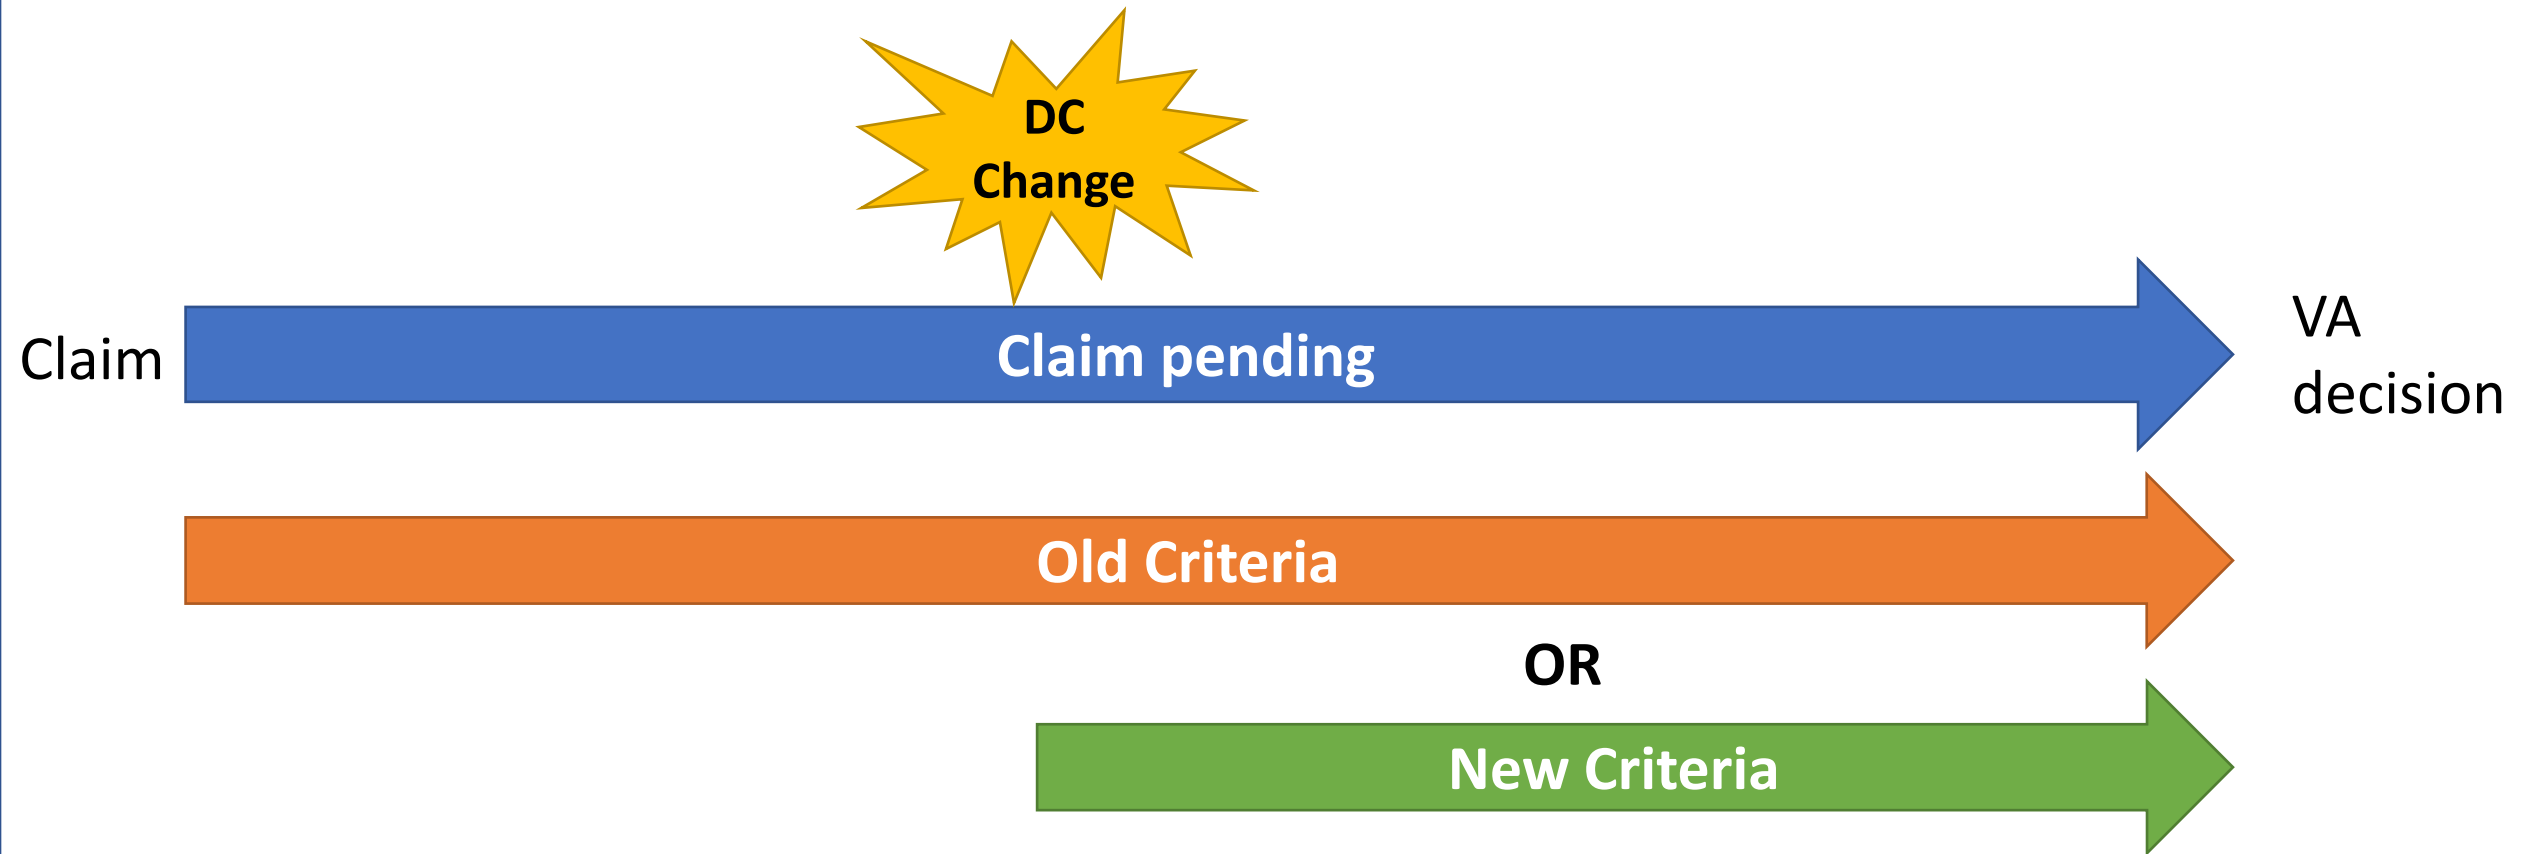 DC
Change
Claim
Claim pending
VA
decision
Old Criteria
OR
New Criteria